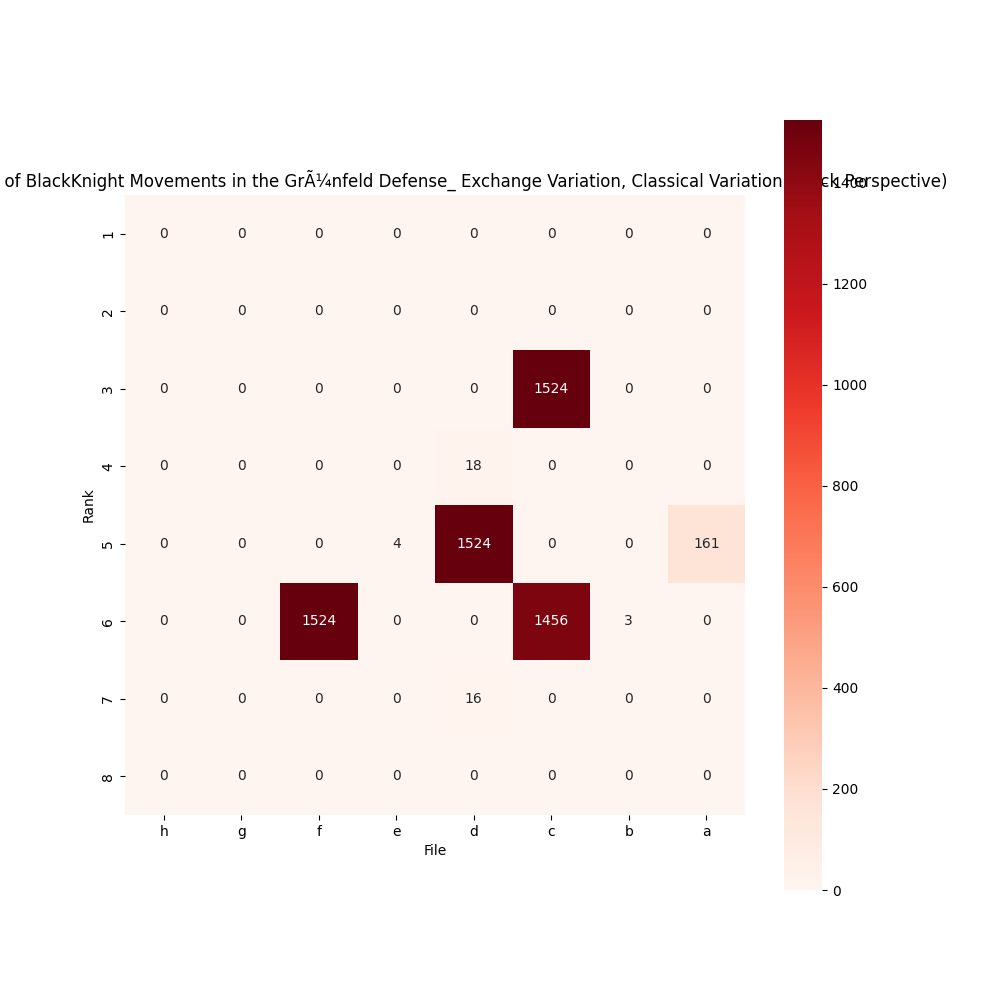 of BlackKnight Movements in the GrÃ¼nfeld Defense_ Exchange Variation, Classical Variation ck Perspective)
1 0 0 0 0 0 0 0 0
2 0 0 0 0 0 0 0 0
3 0 0 0 0 0 1524 0 0
4 0 0 0 0 18 0 0 0
5 0 0 0 4 1524 0 0 161
6 0 0 1524 0 0 1456 3 0
7 0 0 0 0 16 0 0 0
8 0 0 0 0 0 0 0 0
Rank
h g f e d c b a
File
1400
1200
1000
800
600
400
200
0